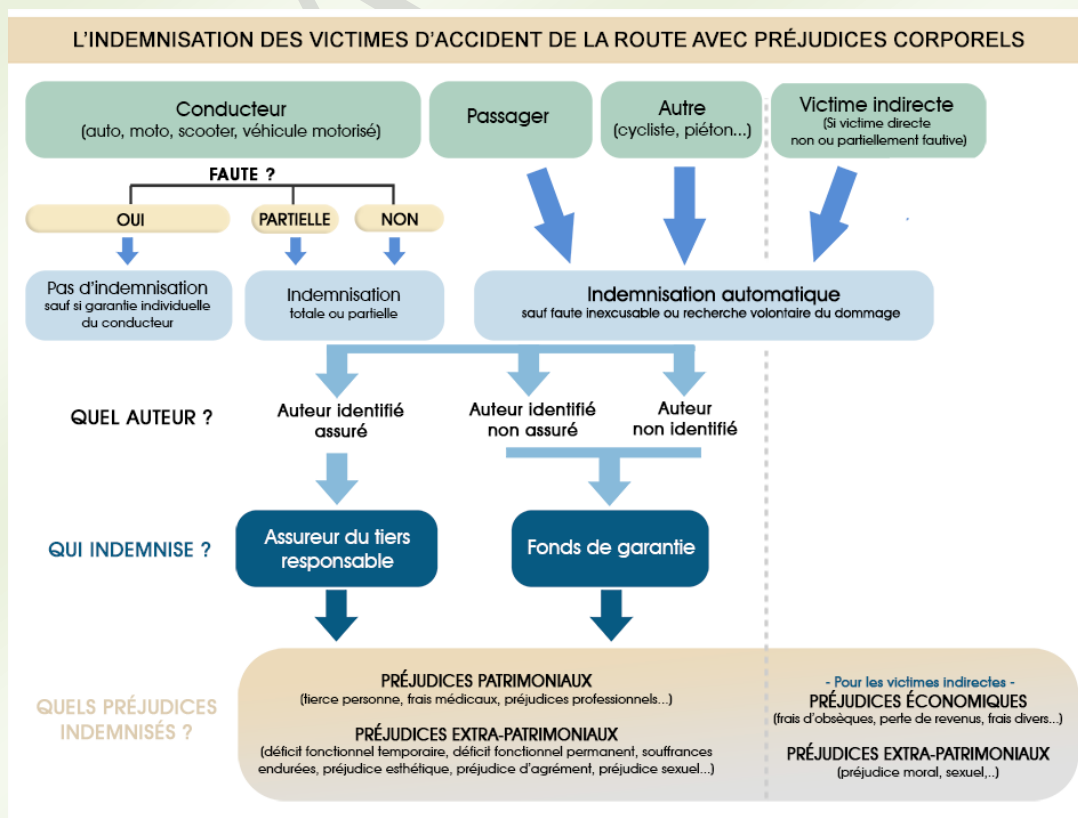 L'INDEMNISATION DES VICTIMES D'ACCIDENT DE LA ROUTE AVEC PRÉJUDICES CORPORELS
Conducteur
(auto, moto, scooter, véhicule motorisé)
Passager
Autre
(cycliste, piéton...)
Victime indirecte
(Si victime directe
non ou partiellement fautive)
FAUTE ?
OUI
PARTIELLE
NON
Pas d'indemnisation
sauf si garantie individuelle
du conducteur
Indemnisation
totale ou partielle
Indemnisation automatique
sauf faute inexcusable ou recherche volontaire du dommage
QUEL AUTEUR ?
Auteur identifié
assuré
Auteur identifié
non assuré
Auteur
non identifié
QUI INDEMNISE ?
Assureur du tiers
responsable
Fonds de garantie
QUELS PRÉJUDICES
INDEMNISÉS ?
PRÉJUDICES PATRIMONIAUX
(tierce personne, frais médicaux, préjudices professionnels...)
PRÉJUDICES EXTRA-PATRIMONIAUX
(déficit fonctionnel temporaire, déficit fonctionnel permanent, souffrances
endurées, préjudice esthétique, préjudice d'agrément, préjudice sexuel...)
- Pour les victimes indirectes -
PRÉJUDICES ÉCONOMIQUES
(frais d'obsèques, perte de revenus, frais divers...)
PRÉJUDICES EXTRA-PATRIMONIAUX
(préjudice moral, sexuel,..)